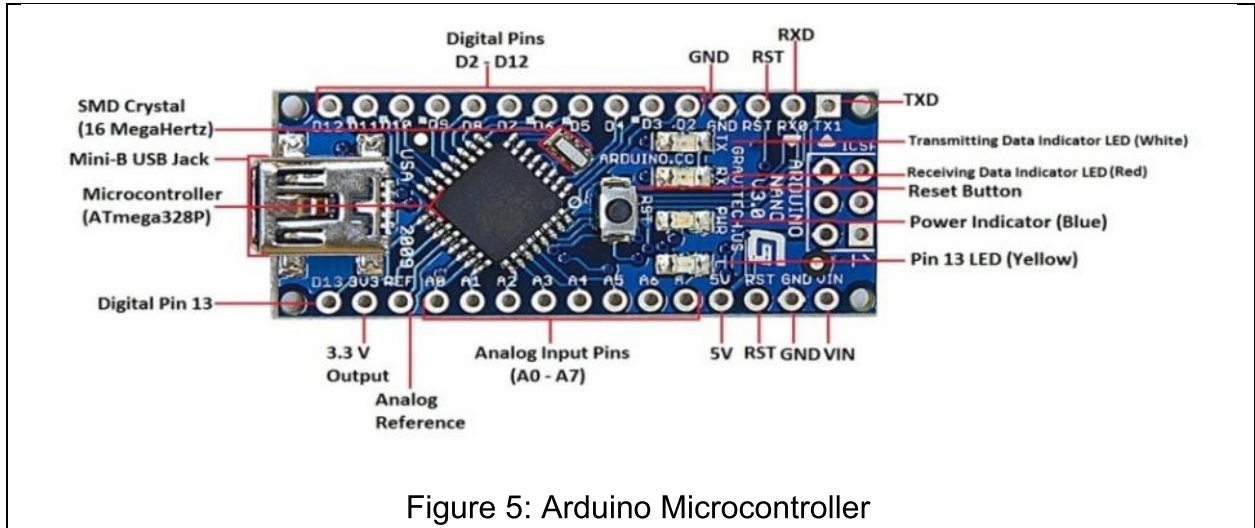 Digital Pins
D2 - D12
GND
RST
RXD
SMD Crystal
(16 MegaHertz)
TXD
D12 D11 D10 D9 D8 D7 D6 D5 D4 D3 D2 GND RST RX0 TX1
Mini-B USB Jack
Transmitting Data Indicator LED (White)
ARDUINO.CC
TX
ICSP
Microcontroller
(ATmega328P)
Receiving Data Indicator LED (Red)
RX
Reset Button
RST
USA
2009
GRAVITECH.US
ARDUINO
NANO
V3.0
PWR
Power Indicator (Blue)
L
1
Pin 13 LED (Yellow)
D13 3V3 REF A0 A1 A2 A3 A4 A5 A6 A7 5V RST GND VIN
Digital Pin 13
3.3 V
Output
Analog
Reference
Analog Input Pins
(A0 - A7)
5V
RST
GND
VIN
Figure 5: Arduino Microcontroller